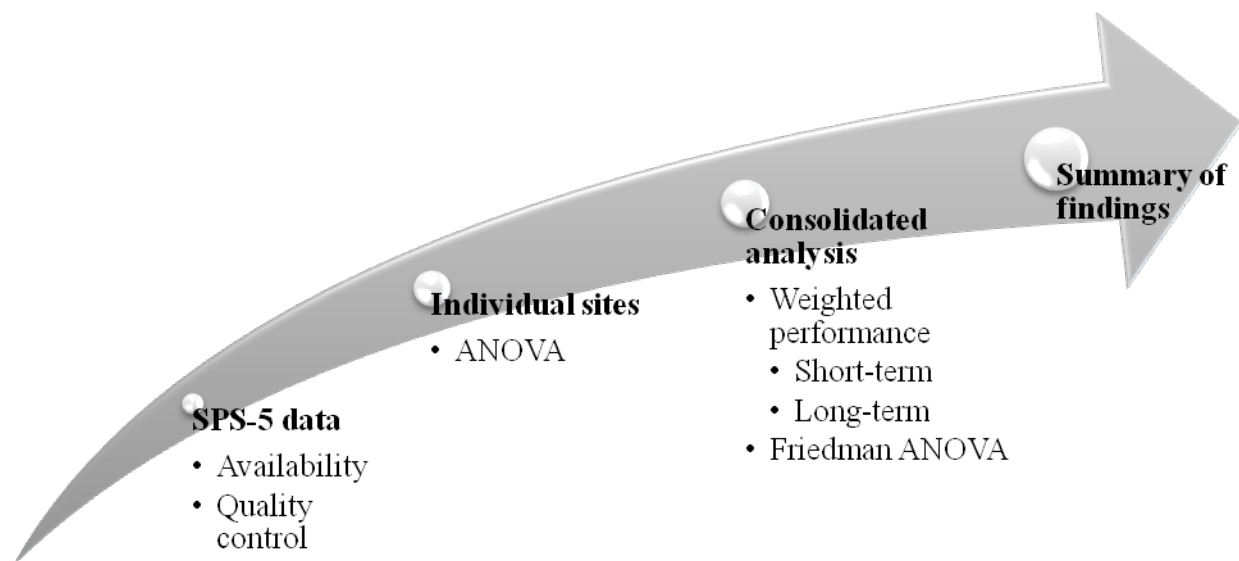 SPS-5 data
• Availability
• Quality
control
Individual sites
• ANOVA
Consolidated
analysis
• Weighted
performance
• Short-term
• Long-term
• Friedman ANOVA
Summary of
findings